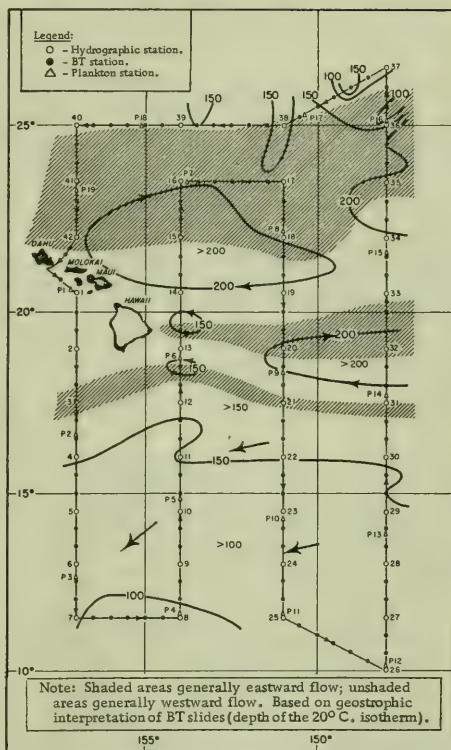 Legend:
○ - Hydrographic station.
● - BT station.
△ - Plankton station.
37
100
150
150
150
100
40 P18 39 38 P17 P16 36
25°
41 P19 16 P7 17 35
200
42 15 P8 18 34
>200 P15
OAHU
MOLOKAI
MAUI
P1 1 14 200 19 33
HAWAII
20°
150
200
2 13 20 32
P6 >200
150 P9
P14
3 12 21 31
>150
P2
4 11 150 22 30
15°
P5
5 10 23 29
P10
>100 P13
6 9 24 28
P3
100
7 P4 8 25 P11 27
P12
10° 26
Note: Shaded areas generally eastward flow; unshaded
areas generally westward flow. Based on geostrophic
interpretation of BT slides (depth of the 20° C. isotherm).
155° 150°